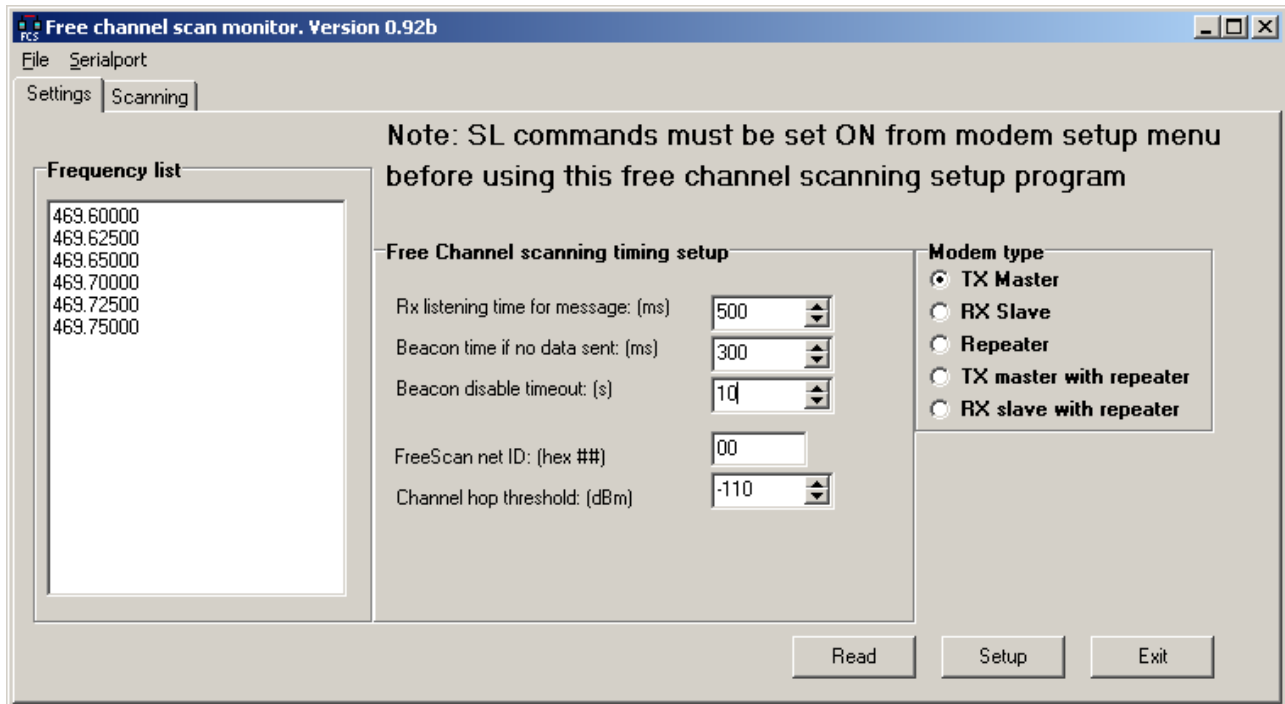 FCS Free channel scan monitor. Version 0.92b
File Serialport
Settings Scanning
Note: SL commands must be set ON from modem setup menu
before using this free channel scanning setup program
Frequency list
469.60000
469.62500
469.65000
469.70000
469.72500
469.75000
Free Channel scanning timing setup
Rx listening time for message: (ms) 500
Beacon time if no data sent: (ms) 300
Beacon disable timeout: (s) 10
FreeScan net ID: (hex ##) 00
Channel hop threshold: (dBm) -110
Modem type
TX Master
RX Slave
Repeater
TX master with repeater
RX slave with repeater
Read Setup Exit